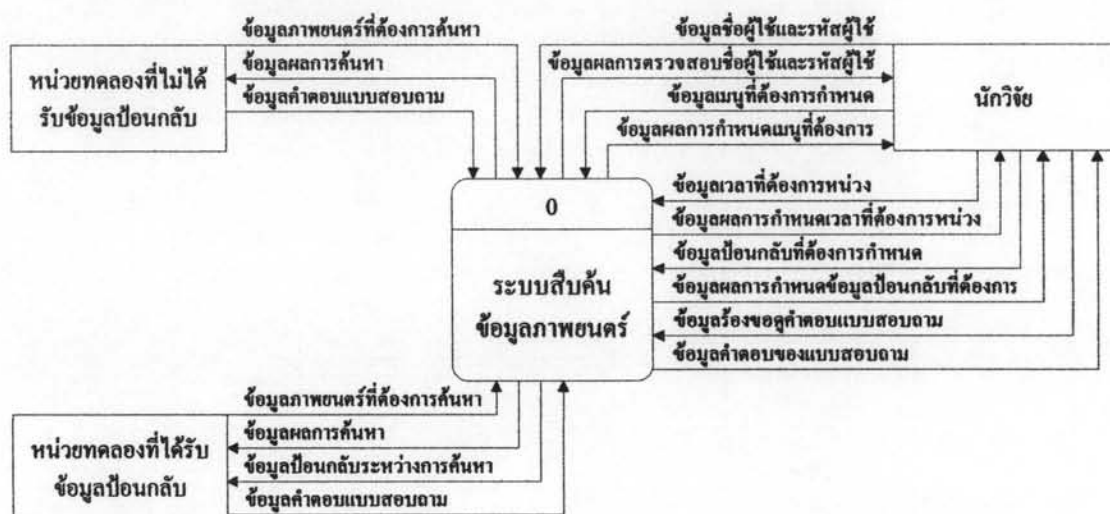 ข้อมูลภาพยนตร์ที่ต้องการค้นหา
ข้อมูลผลการค้นหา
ข้อมูลคำตอบแบบสอบถาม
หน่วยทดลองที่ไม่ได้
รับข้อมูลป้อนกลับ
ข้อมูลชื่อผู้ใช้และรหัสผู้ใช้
ข้อมูลผลการตรวจสอบชื่อผู้ใช้และรหัสผู้ใช้
ข้อมูลเมนูที่ต้องการกำหนด
ข้อมูลผลการกำหนดเมนูที่ต้องการ
นักวิจัย
0
ระบบสืบค้น
ข้อมูลภาพยนตร์
ข้อมูลเวลาที่ต้องการหน่วง
ข้อมูลผลการกำหนดเวลาที่ต้องการหน่วง
ข้อมูลป้อนกลับที่ต้องการกำหนด
ข้อมูลผลการกำหนดข้อมูลป้อนกลับที่ต้องการ
ข้อมูลร้องขอดูคำตอบแบบสอบถาม
ข้อมูลคำตอบของแบบสอบถาม
ข้อมูลภาพยนตร์ที่ต้องการค้นหา
ข้อมูลผลการค้นหา
ข้อมูลป้อนกลับระหว่างการค้นหา
ข้อมูลคำตอบแบบสอบถาม
หน่วยทดลองที่ได้รับ
ข้อมูลป้อนกลับ